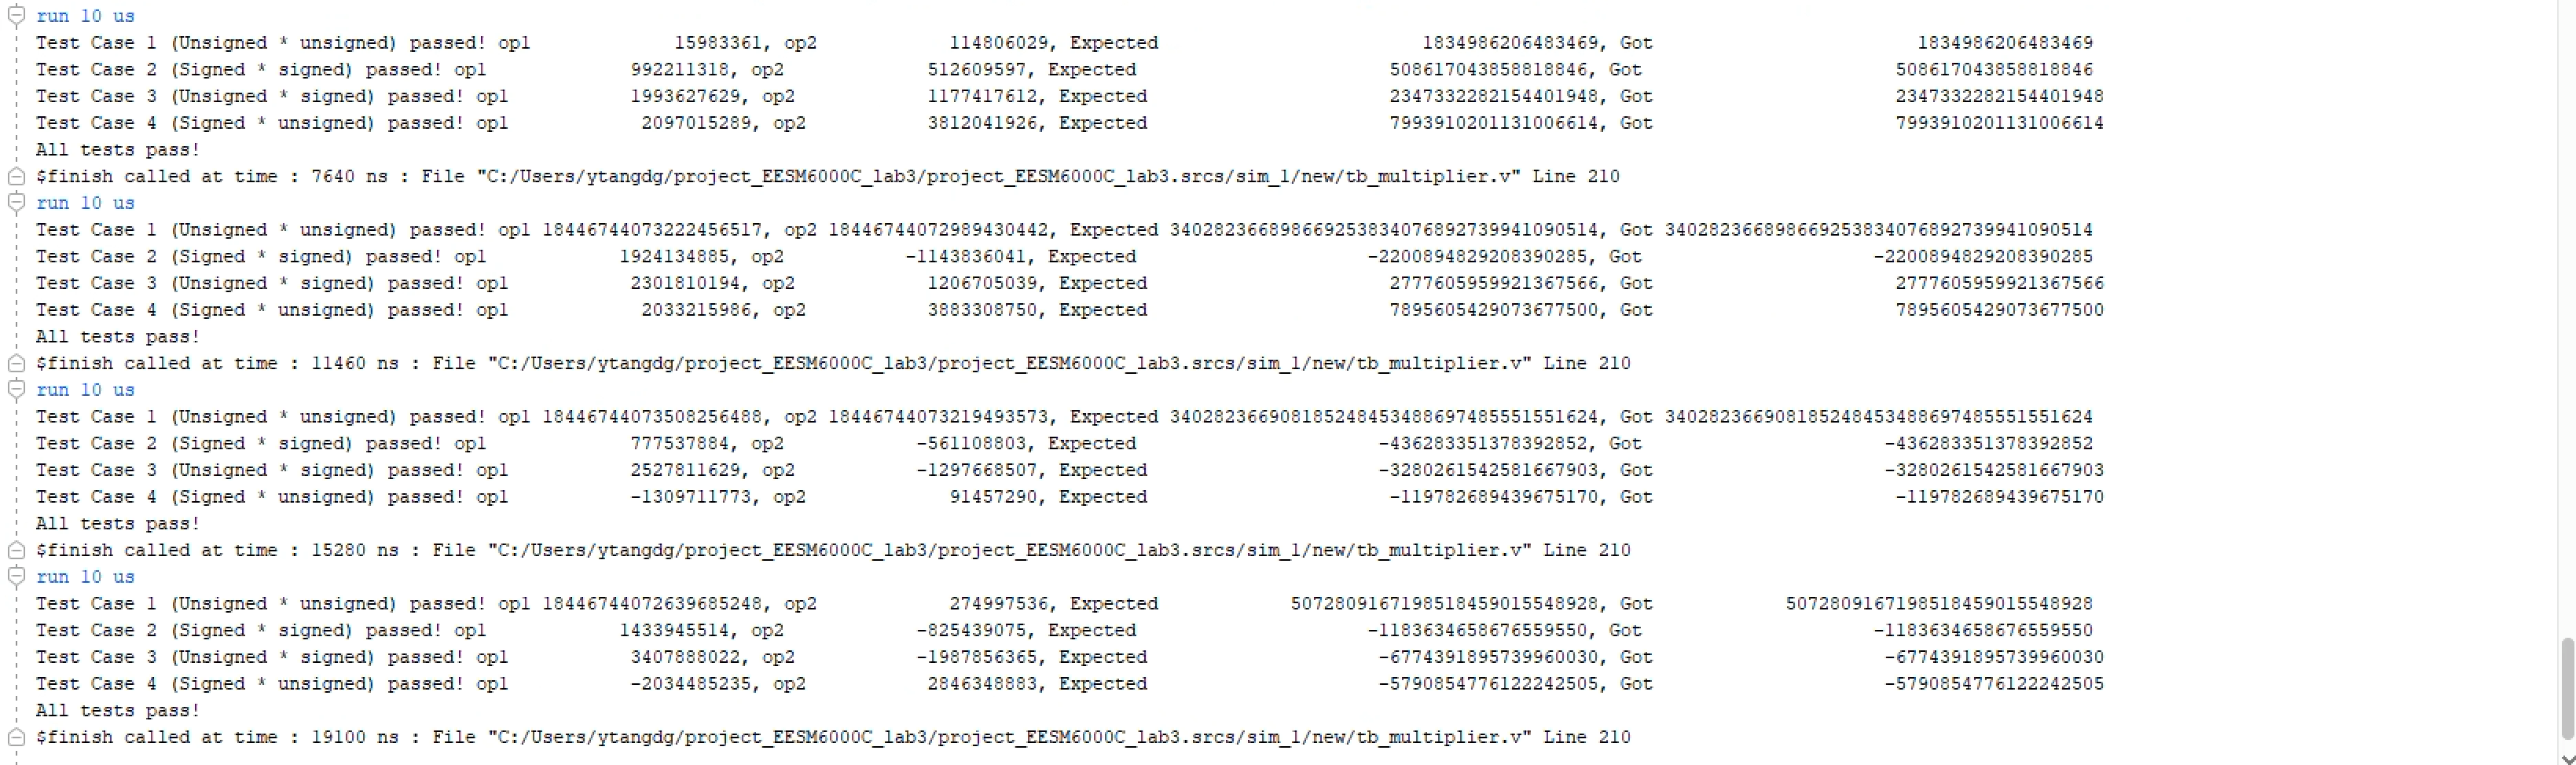 run 10 us
Test Case 1 (Unsigned * unsigned) passed! op1 15983361, op2 114806029, Expected 1834986206483469, Got 1834986206483469
Test Case 2 (Signed * signed) passed! op1 992211318, op2 512609597, Expected 508617043858818846, Got 508617043858818846
Test Case 3 (Unsigned * signed) passed! op1 1993627629, op2 1177417612, Expected 2347332282154401948, Got 2347332282154401948
Test Case 4 (Signed * unsigned) passed! op1 2097015289, op2 3812041926, Expected 7993910201131006614, Got 7993910201131006614
All tests pass!
$finish called at time : 7640 ns : File "C:/Users/ytangdg/project_EESM6000C_lab3/project_EESM6000C_lab3.srcs/sim_1/new/tb_multiplier.v" Line 210
run 10 us
Test Case 1 (Unsigned * unsigned) passed! op1 18446744073222456517, op2 18446744072989430442, Expected 340282366898669253834076892739941090514, Got 340282366898669253834076892739941090514
Test Case 2 (Signed * signed) passed! op1 1924134885, op2 -1143836041, Expected -2200894829208390285, Got -2200894829208390285
Test Case 3 (Unsigned * signed) passed! op1 2301810194, op2 1206705039, Expected 2777605959921367566, Got 2777605959921367566
Test Case 4 (Signed * unsigned) passed! op1 2033215986, op2 3883308750, Expected 7895605429073677500, Got 7895605429073677500
All tests pass!
$finish called at time : 11460 ns : File "C:/Users/ytangdg/project_EESM6000C_lab3/project_EESM6000C_lab3.srcs/sim_1/new/tb_multiplier.v" Line 210
run 10 us
Test Case 1 (Unsigned * unsigned) passed! op1 18446744073508256488, op2 18446744073219493573, Expected 340282366908185248453488697485551551624, Got 340282366908185248453488697485551551624
Test Case 2 (Signed * signed) passed! op1 777537884, op2 -561108803, Expected -436283351378392852, Got -436283351378392852
Test Case 3 (Unsigned * signed) passed! op1 2527811629, op2 -1297668507, Expected -3280261542581667903, Got -3280261542581667903
Test Case 4 (Signed * unsigned) passed! op1 -1309711773, op2 91457290, Expected -119782689439675170, Got -119782689439675170
All tests pass!
$finish called at time : 15280 ns : File "C:/Users/ytangdg/project_EESM6000C_lab3/project_EESM6000C_lab3.srcs/sim_1/new/tb_multiplier.v" Line 210
run 10 us
Test Case 1 (Unsigned * unsigned) passed! op1 18446744072639685248, op2 274997536, Expected 5072809167198518459015548928, Got 5072809167198518459015548928
Test Case 2 (Signed * signed) passed! op1 1433945514, op2 -825439075, Expected -1183634658676559550, Got -1183634658676559550
Test Case 3 (Unsigned * signed) passed! op1 3407888022, op2 -1987856365, Expected -6774391895739960030, Got -6774391895739960030
Test Case 4 (Signed * unsigned) passed! op1 -2034485235, op2 2846348883, Expected -5790854776122242505, Got -5790854776122242505
All tests pass!
$finish called at time : 19100 ns : File "C:/Users/ytangdg/project_EESM6000C_lab3/project_EESM6000C_lab3.srcs/sim_1/new/tb_multiplier.v" Line 210